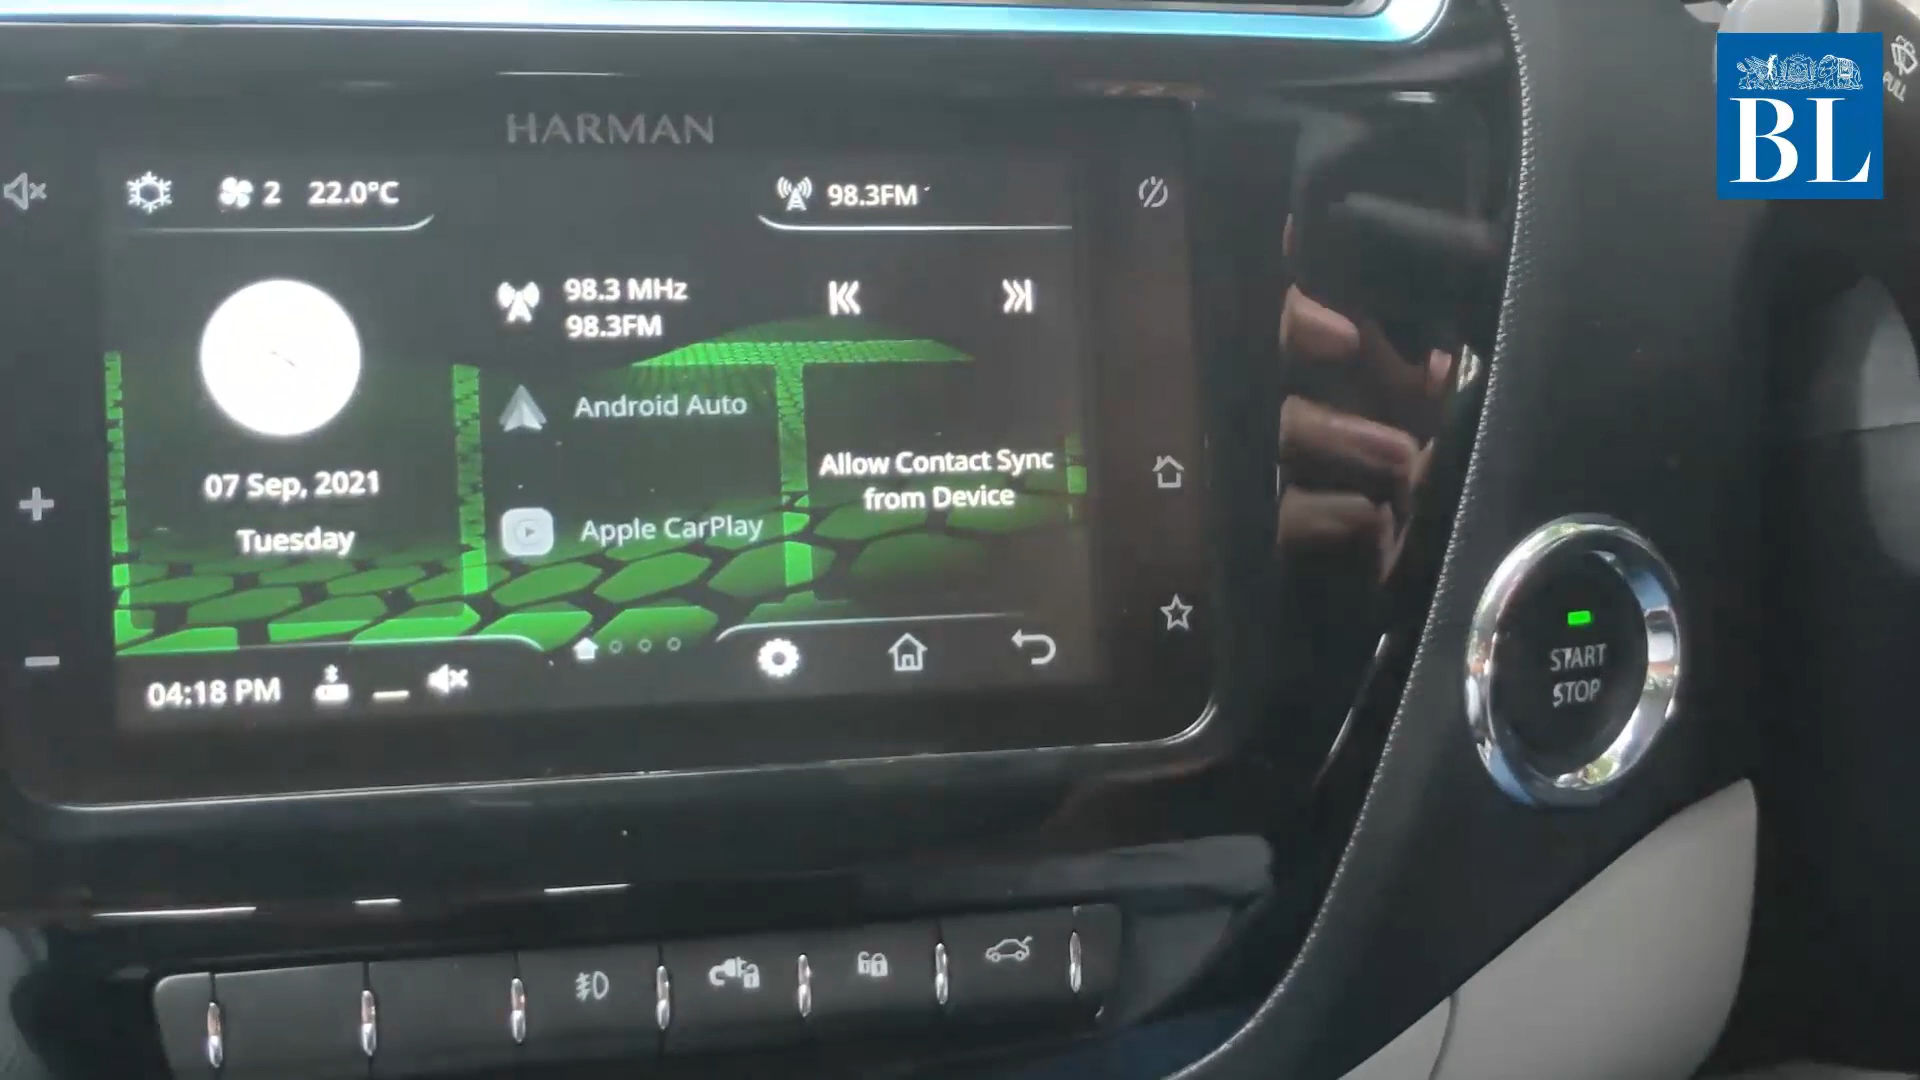 HARMAN
2 22.0°C
98.3FM
98.3 MHz
98.3FM
Android Auto
Allow Contact Sync
from Device
Apple CarPlay
07 Sep, 2021
Tuesday
04:18 PM
START
STOP
BL